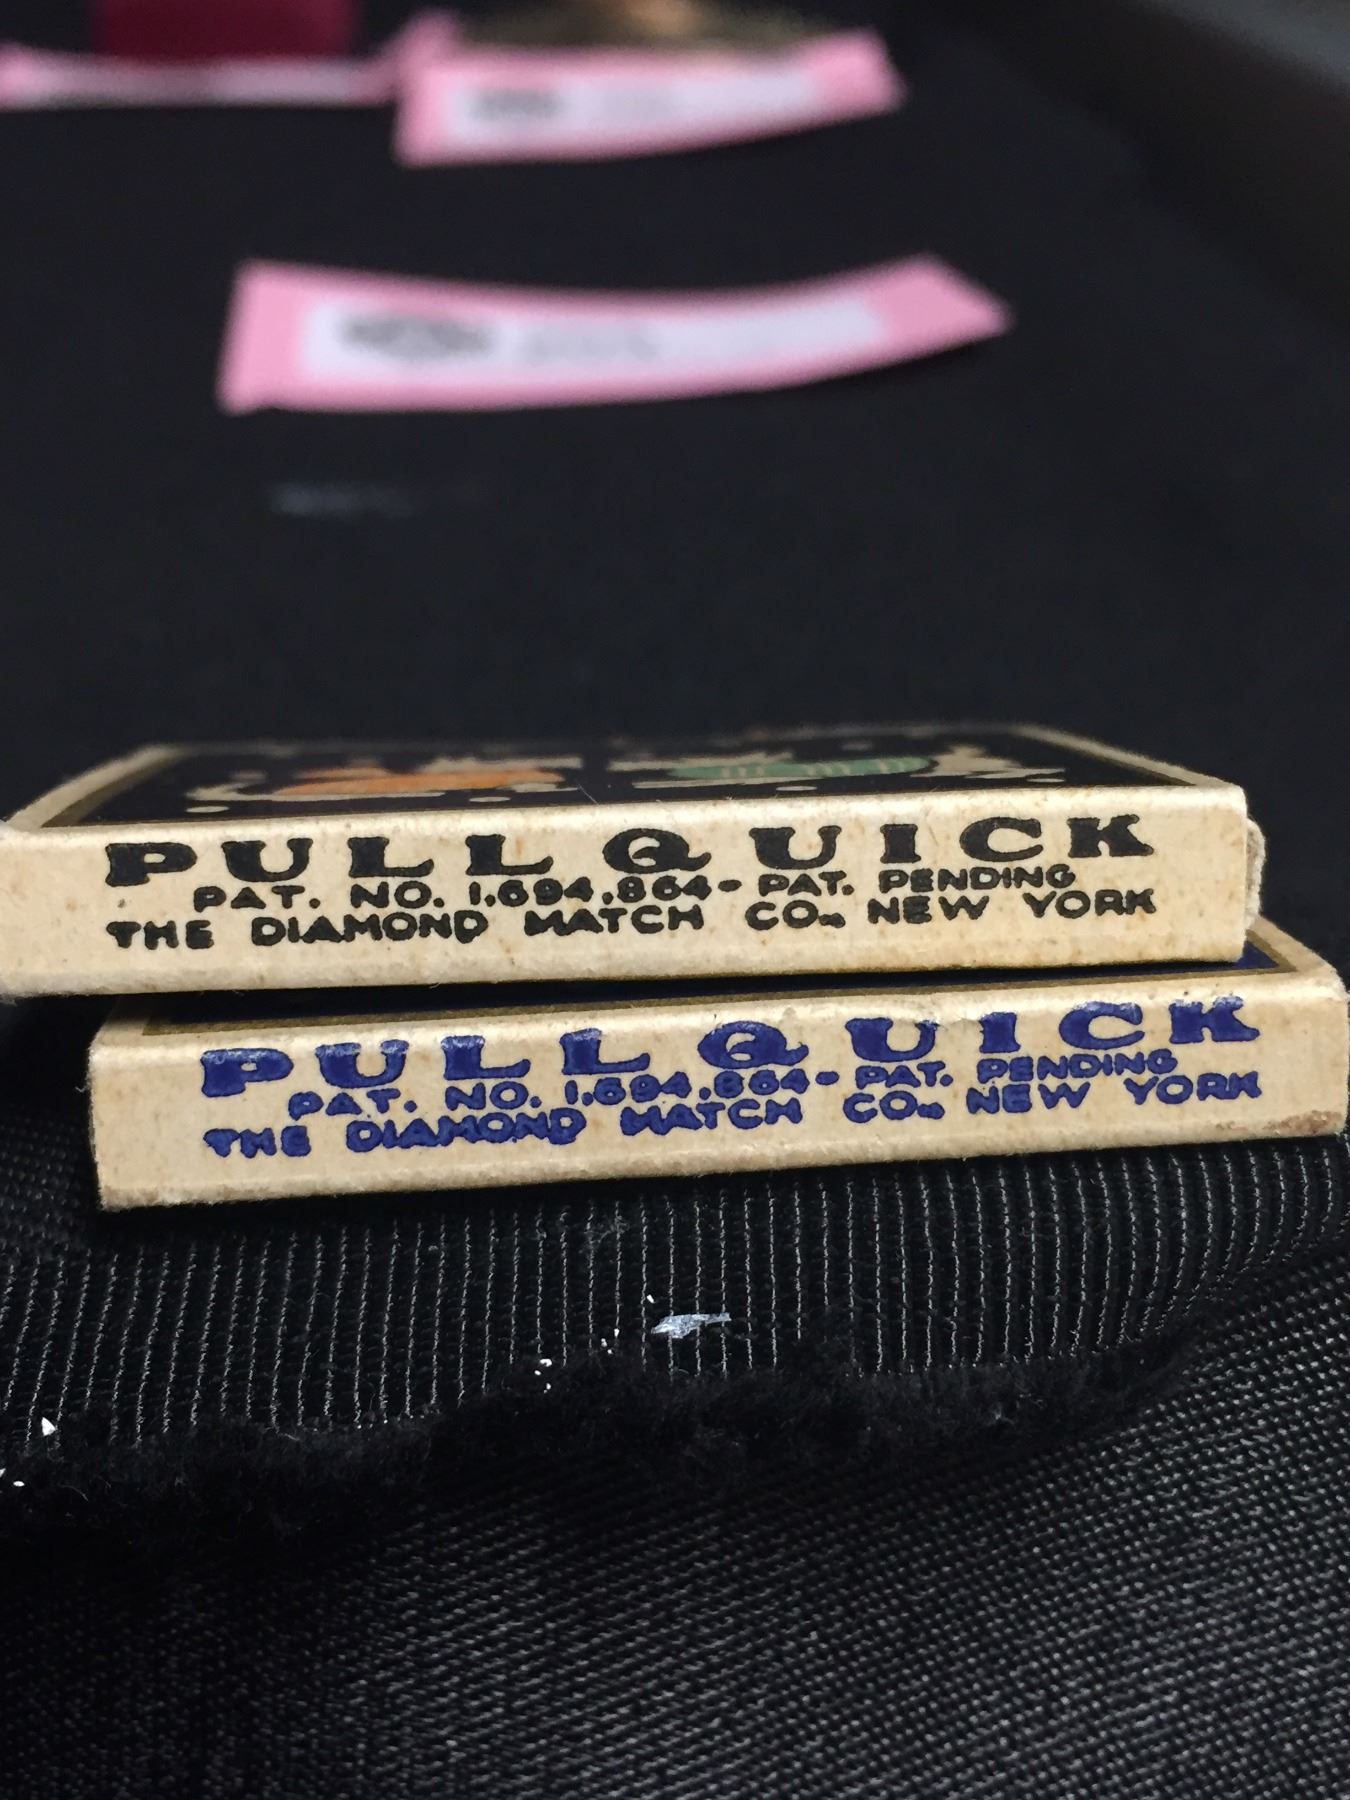 PULLQUICK
PAT. NO. 1,694,864- PAT. PENDING
THE DIAMOND MATCH CO., NEW YORK
PULLQUICK
PAT. NO. 1,694,864- PAT. PENDING
THE DIAMOND MATCH CO., NEW YORK